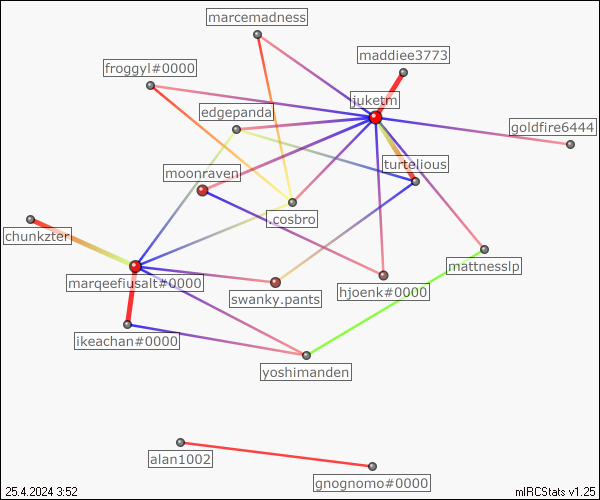 marcemadness
maddiee3773
froggyl#0000
juketm
edgepanda
goldfire6444
turtelious
moonraven
.cosbro
chunkzter
mattnesslp
marqeefiusalt#0000
swanky.pants
hjoenk#0000
ikeachan#0000
yoshimanden
alan1002
gnognomo#0000
25.4.2024 3:52
mIRCStats v1.25